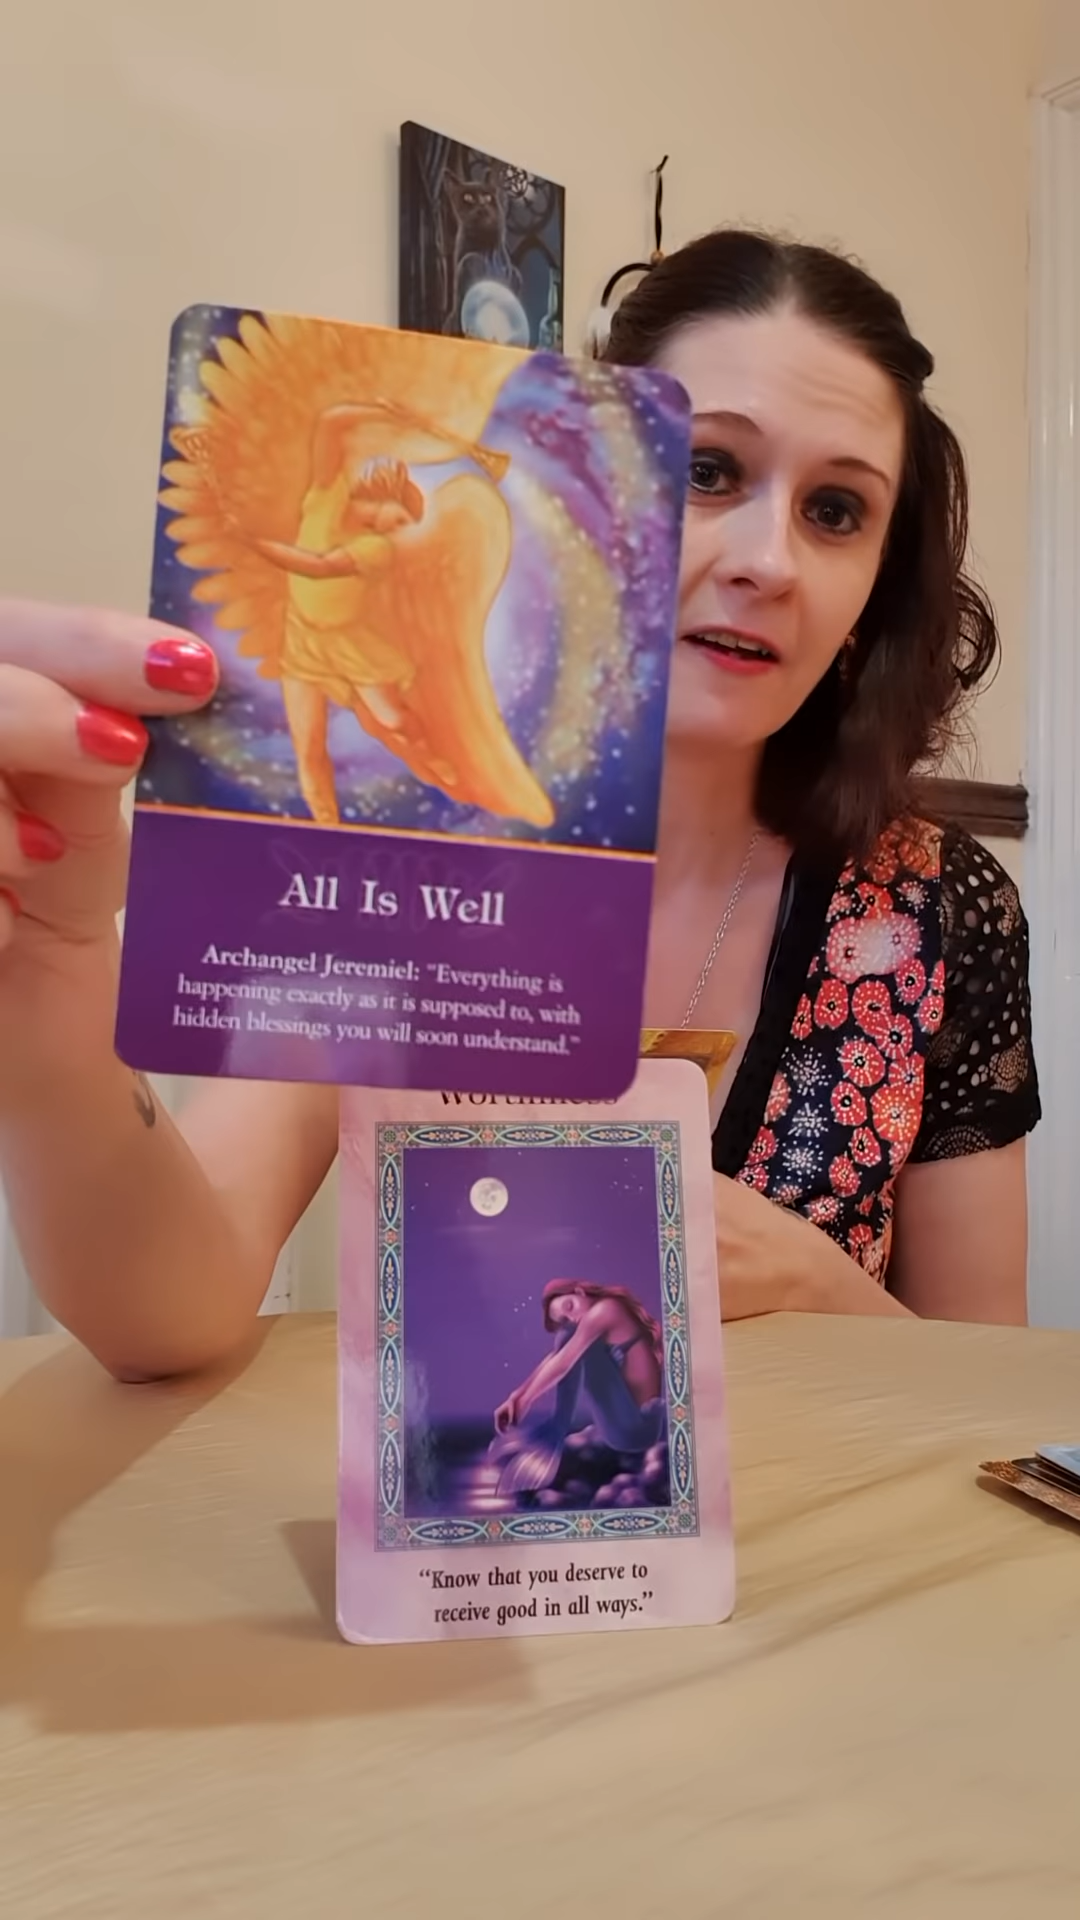 All Is Well
Archangel Jeremiel: "Everything is
happening exactly as it is supposed to, with
hidden blessings you will soon understand."
“Know that you deserve to
receive good in all ways.”